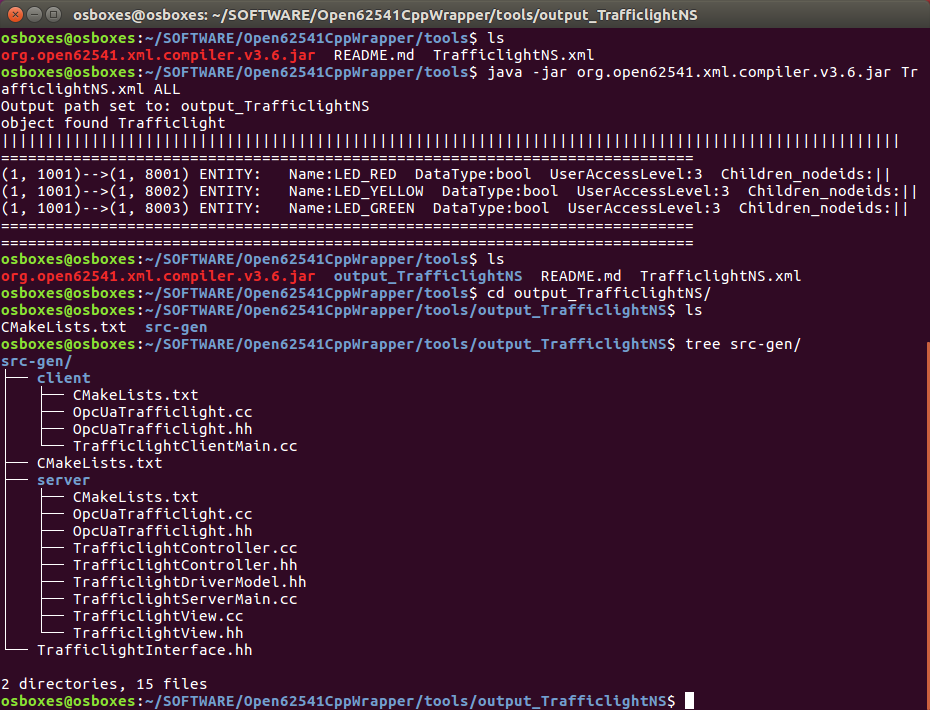 osboxes@osboxes: ~/SOFTWARE/Open62541CppWrapper/tools/output_TrafficlightNS
osboxes@osboxes:~/SOFTWARE/Open62541CppWrapper/tools$ ls
org.open62541.xml.compiler.v3.6.jar  README.md  TrafficlightNS.xml
osboxes@osboxes:~/SOFTWARE/Open62541CppWrapper/tools$ java -jar org.open62541.xml.compiler.v3.6.jar Tr
afficlightNS.xml ALL
Output path set to: output_TrafficlightNS
object found Trafficlight
||||||||||||||||||||||||||||||||||||||||||||||||||||||||||||||||||||||||||||||||||||||||||||||||||||
=============================================================================
(1, 1001)-->(1, 8001) ENTITY:   Name:LED_RED  DataType:bool  UserAccessLevel:3  Children_nodeids:||
(1, 1001)-->(1, 8002) ENTITY:   Name:LED_YELLOW  DataType:bool  UserAccessLevel:3  Children_nodeids:||
(1, 1001)-->(1, 8003) ENTITY:   Name:LED_GREEN  DataType:bool  UserAccessLevel:3  Children_nodeids:||
=============================================================================
=============================================================================
osboxes@osboxes:~/SOFTWARE/Open62541CppWrapper/tools$ ls
org.open62541.xml.compiler.v3.6.jar  output_TrafficlightNS  README.md  TrafficlightNS.xml
osboxes@osboxes:~/SOFTWARE/Open62541CppWrapper/tools$ cd output_TrafficlightNS/
osboxes@osboxes:~/SOFTWARE/Open62541CppWrapper/tools/output_TrafficlightNS$ ls
CMakeLists.txt  src-gen
osboxes@osboxes:~/SOFTWARE/Open62541CppWrapper/tools/output_TrafficlightNS$ tree src-gen/
src-gen/
├── client
│   ├── CMakeLists.txt
│   ├── OpcUaTrafficlight.cc
│   ├── OpcUaTrafficlight.hh
│   └── TrafficlightClientMain.cc
├── CMakeLists.txt
├── server
│   ├── CMakeLists.txt
│   ├── OpcUaTrafficlight.cc
│   ├── OpcUaTrafficlight.hh
│   ├── TrafficlightController.cc
│   ├── TrafficlightController.hh
│   ├── TrafficlightDriverModel.hh
│   ├── TrafficlightServerMain.cc
│   ├── TrafficlightView.cc
│   └── TrafficlightView.hh
└── TrafficlightInterface.hh
2 directories, 15 files
osboxes@osboxes:~/SOFTWARE/Open62541CppWrapper/tools/output_TrafficlightNS$